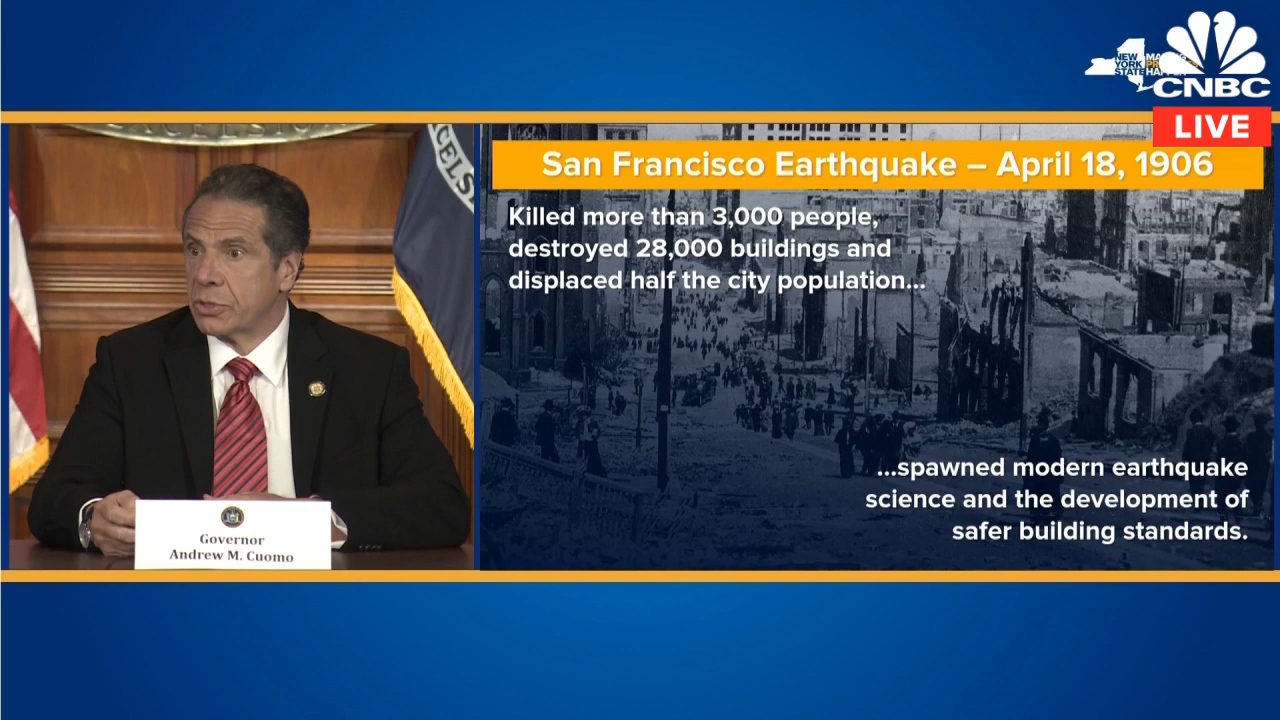 NEW
YORK
STATE
CNBC
LIVE
EXCELSIOR
EXCELS
San Francisco Earthquake – April 18, 1906
Killed more than 3,000 people,
destroyed 28,000 buildings and
displaced half the city population...
...spawned modern earthquake
science and the development of
safer building standards.
Governor
Andrew M. Cuomo